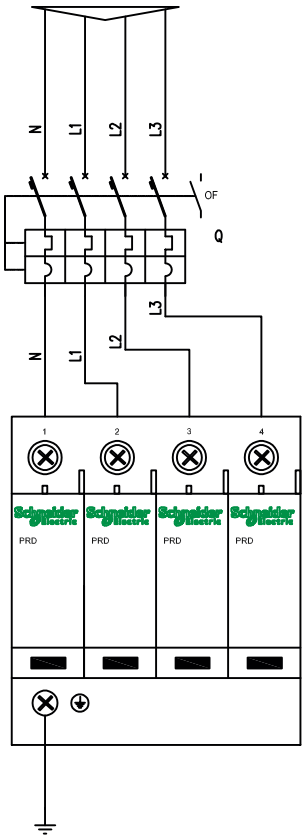 N L1 L2 L3
OF
Q
N L1 L2 L3
1 2 3 4
Schneider Schneider Schneider Schneider
Electric Electric Electric Electric
PRD PRD PRD PRD